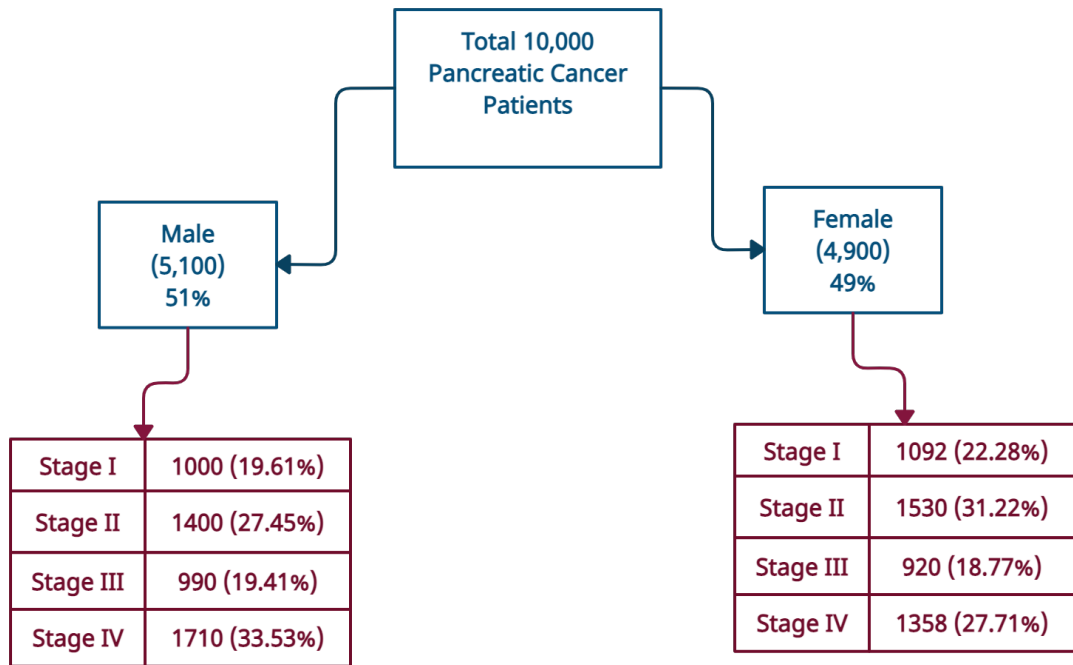 Total 10,000
Pancreatic Cancer
Patients
Male
(5,100)
51%
Female
(4,900)
49%
Stage I 1000 (19.61%)
Stage II 1400 (27.45%)
Stage III 990 (19.41%)
Stage IV 1710 (33.53%)
Stage I 1092 (22.28%)
Stage II 1530 (31.22%)
Stage III 920 (18.77%)
Stage IV 1358 (27.71%)